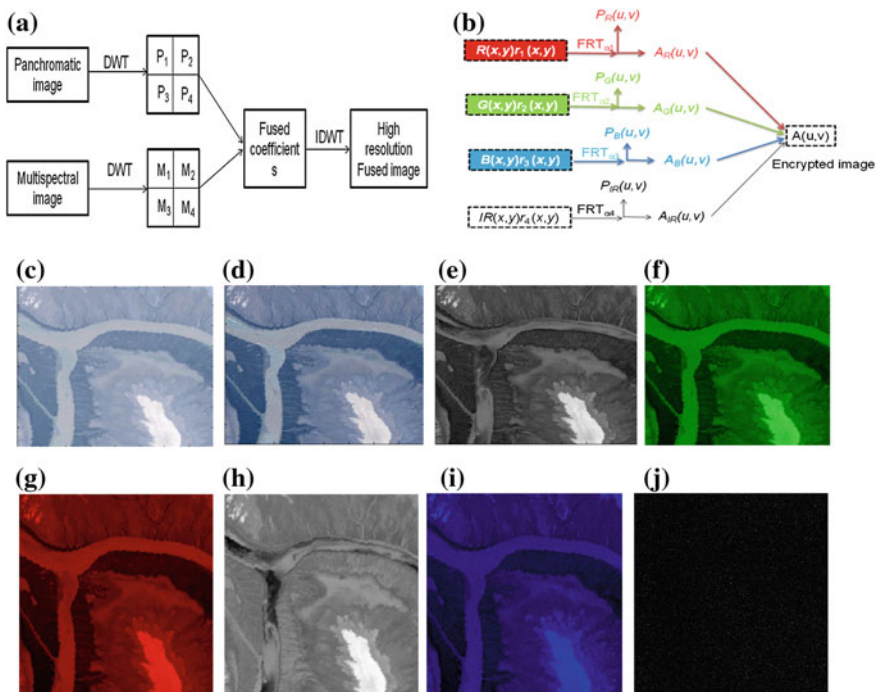 (a)
Panchromatic
image
DWT
P1 P2
P3 P4
Multispectral
image
DWT
M1 M2
M3 M4
Fused
coefficient
s
IDWT
High
resolution
Fused image
(b)
R(x,y)r1(x,y)
FRTα1
PR(u,v)
AR(u,v)
G(x,y)r2(x,y)
FRTα2
PG(u,v)
AG(u,v)
B(x,y)r3(x,y)
FRTα3
PB(u,v)
AB(u,v)
IR(x,y)r4(x,y)
FRTα4
PIR(u,v)
AIR(u,v)
A(u,v)
Encrypted image
(c)
(d)
(e)
(f)
(g)
(h)
(i)
(j)